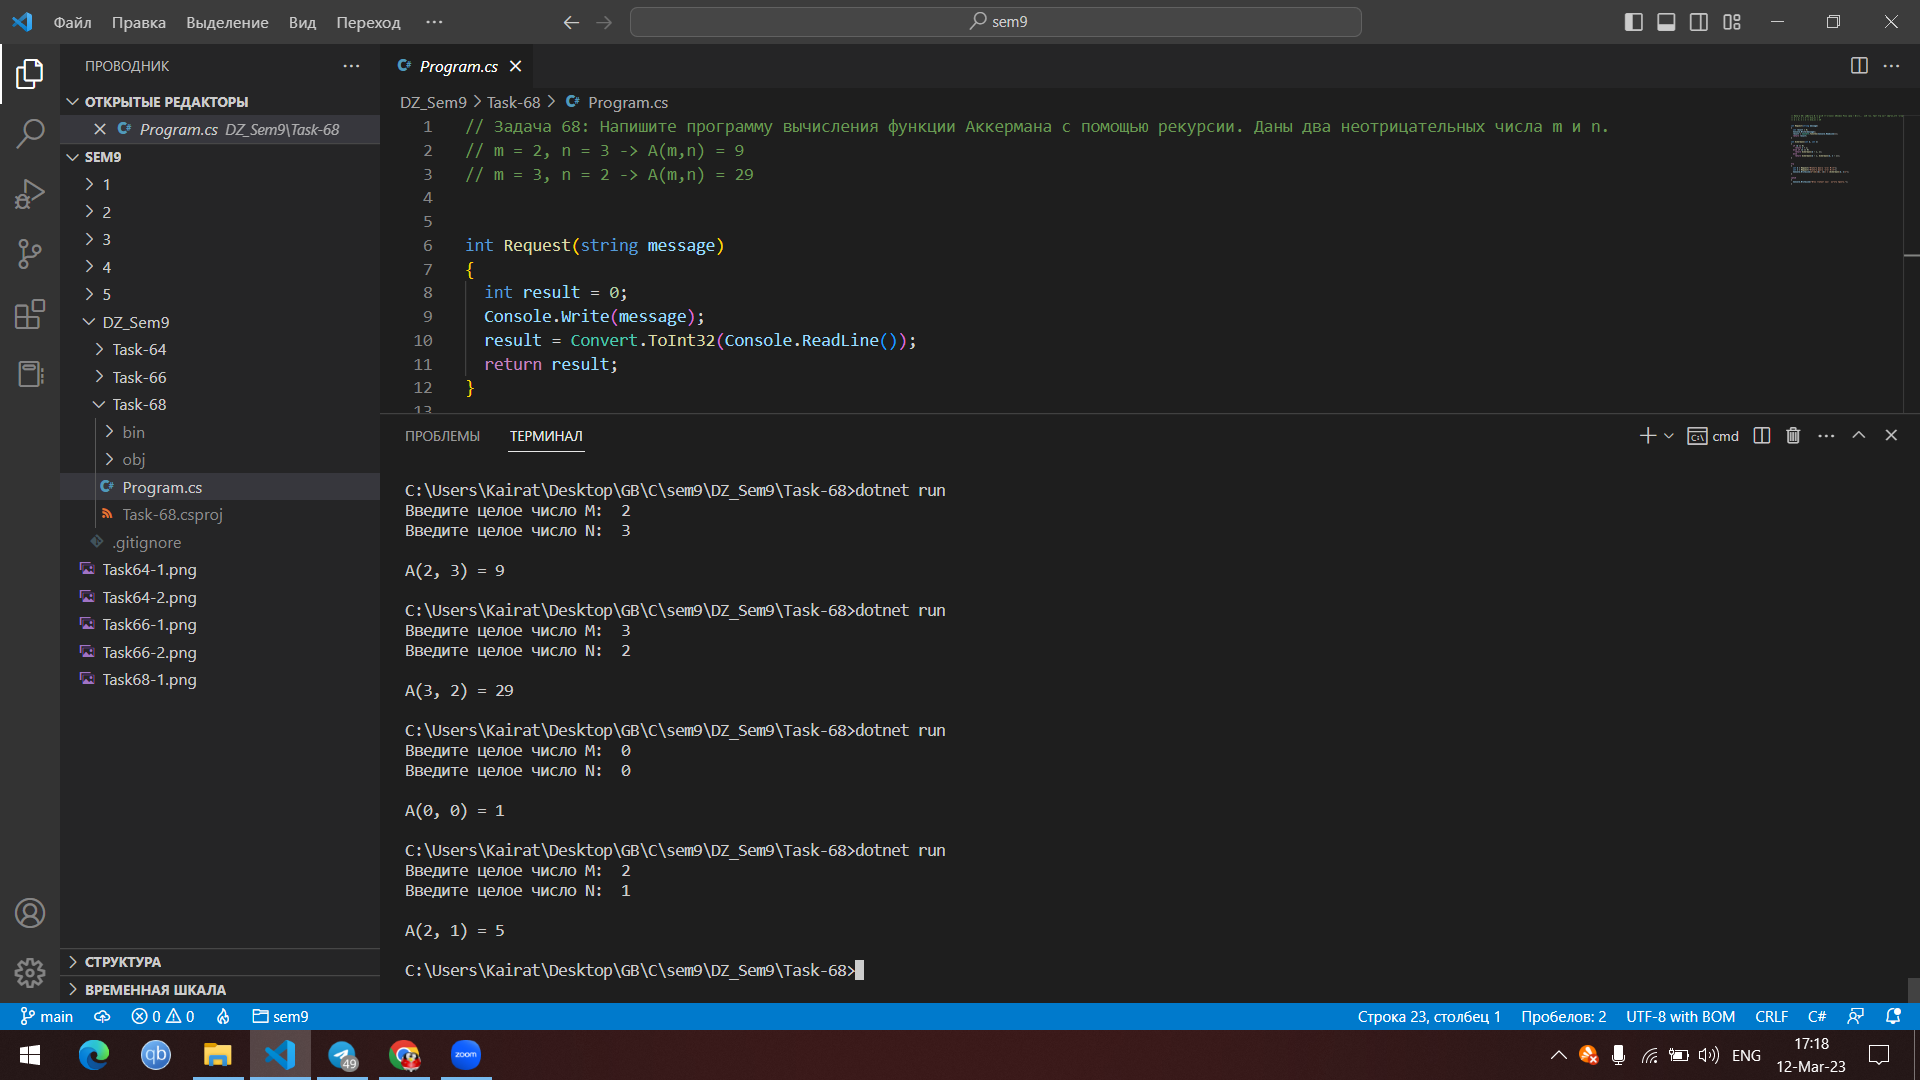 Файл Правка Выделение Вид Переход ··· sem9
ПРОВОДНИК ···
ОТКРЫТЫЕ РЕДАКТОРЫ
Program.cs DZ_Sem9\Task-68
SEM9
1
2
3
4
5
DZ_Sem9
Task-64
Task-66
Task-68
bin
obj
Program.cs
Task-68.csproj
.gitignore
Task64-1.png
Task64-2.png
Task66-1.png
Task66-2.png
Task68-1.png
СТРУКТУРА
ВРЕМЕННАЯ ШКАЛА
Program.cs
DZ_Sem9 > Task-68 > Program.cs
1 // Задача 68: Напишите программу вычисления функции Аккермана с помощью рекурсии. Даны два неотрицательных числа m и n.
2 // m = 2, n = 3 -> A(m,n) = 9
3 // m = 3, n = 2 -> A(m,n) = 29
4
5
6 int Request(string message)
7 {
8 int result = 0;
9 Console.Write(message);
10 result = Convert.ToInt32(Console.ReadLine());
11 return result;
12 }
13
ПРОБЛЕМЫ ТЕРМИНАЛ cmd
C:\Users\Kairat\Desktop\GB\C\sem9\DZ_Sem9\Task-68>dotnet run
Введите целое число M: 2
Введите целое число N: 3
A(2, 3) = 9
C:\Users\Kairat\Desktop\GB\C\sem9\DZ_Sem9\Task-68>dotnet run
Введите целое число M: 3
Введите целое число N: 2
A(3, 2) = 29
C:\Users\Kairat\Desktop\GB\C\sem9\DZ_Sem9\Task-68>dotnet run
Введите целое число M: 0
Введите целое число N: 0
A(0, 0) = 1
C:\Users\Kairat\Desktop\GB\C\sem9\DZ_Sem9\Task-68>dotnet run
Введите целое число M: 2
Введите целое число N: 1
A(2, 1) = 5
C:\Users\Kairat\Desktop\GB\C\sem9\DZ_Sem9\Task-68>
main 0 0 sem9 Строка 23, столбец 1 Пробелов: 2 UTF-8 with BOM CRLF C#
qb 49 zoom ENG 17:18
12-Mar-23